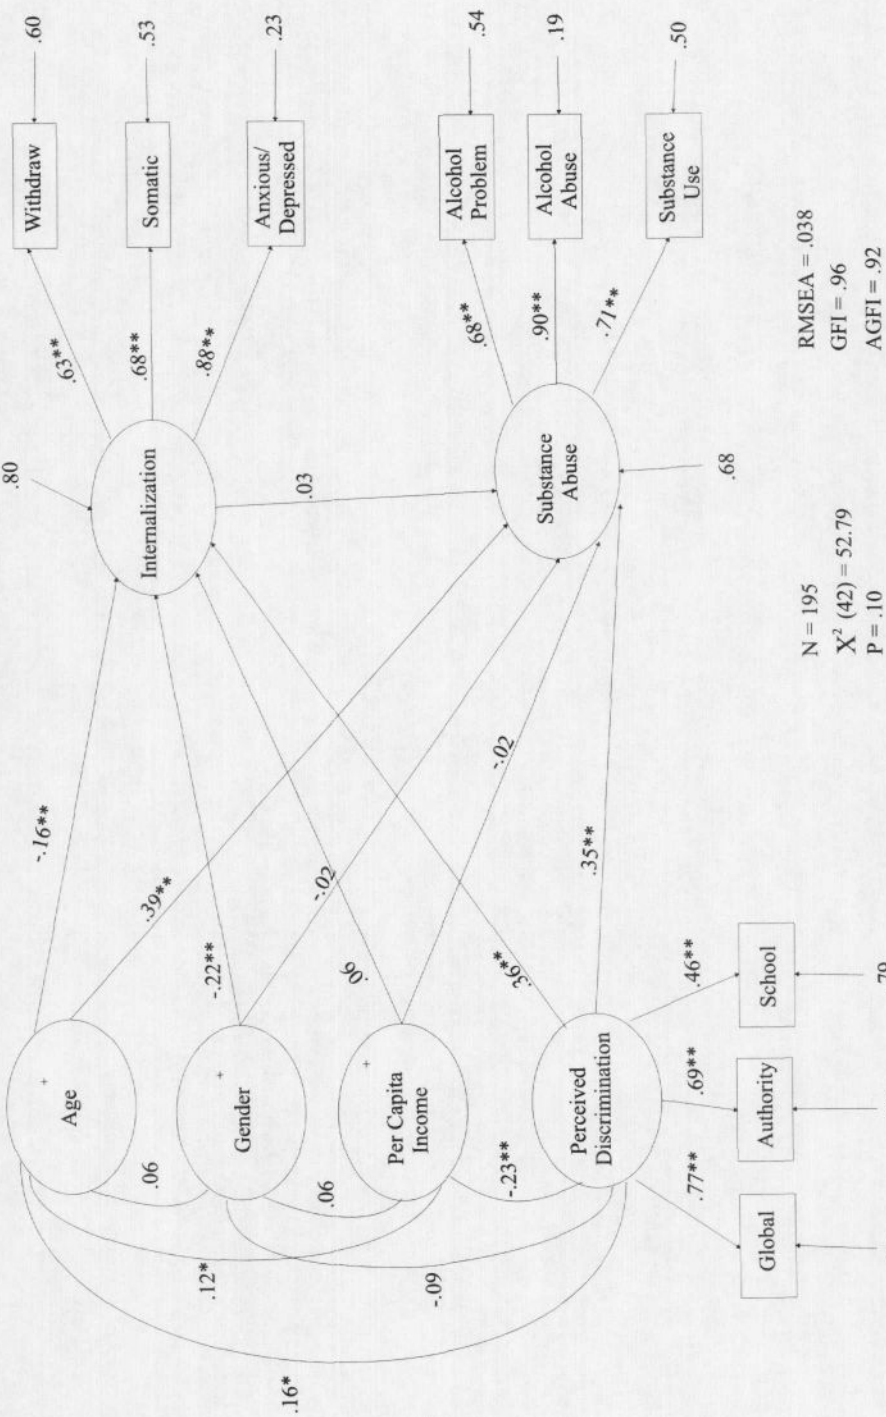 .80
.60
Withdraw
.63**
.53
Somatic
.68**
Internalization
.23
Anxious/
Depressed
.88**
-.16**
Age
+
.06
.39**
-.22**
.03
Gender
+
.06
-.02
.06
.12*
Per Capita
Income
+
-.02
.54
Alcohol
Problem
.68**
.19
Alcohol
Abuse
.90**
Substance
Abuse
.50
Substance
Use
.71**
.68
-.23**
-.09
.16*
.36**
.35**
Perceived
Discrimination
.77**
.69**
.46**
Global
Authority
School
.79
N = 195
X² (42) = 52.79
P = .10
RMSEA = .038
GFI = .96
AGFI = .92